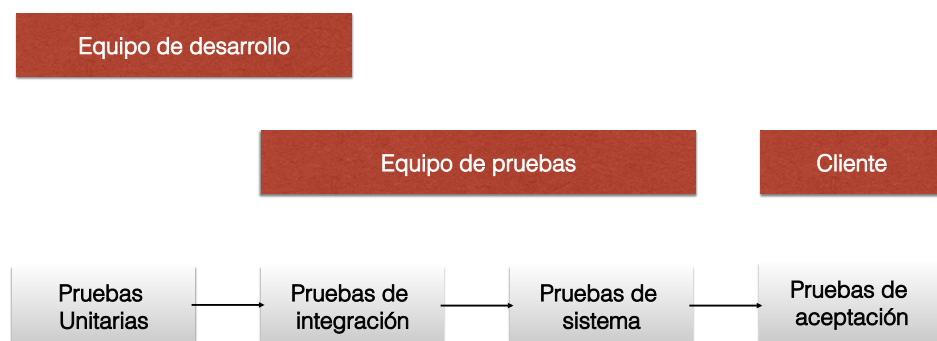 Equipo de desarrollo
Equipo de pruebas
Cliente
Pruebas
Unitarias
Pruebas de
integración
Pruebas de
sistema
Pruebas de
aceptación